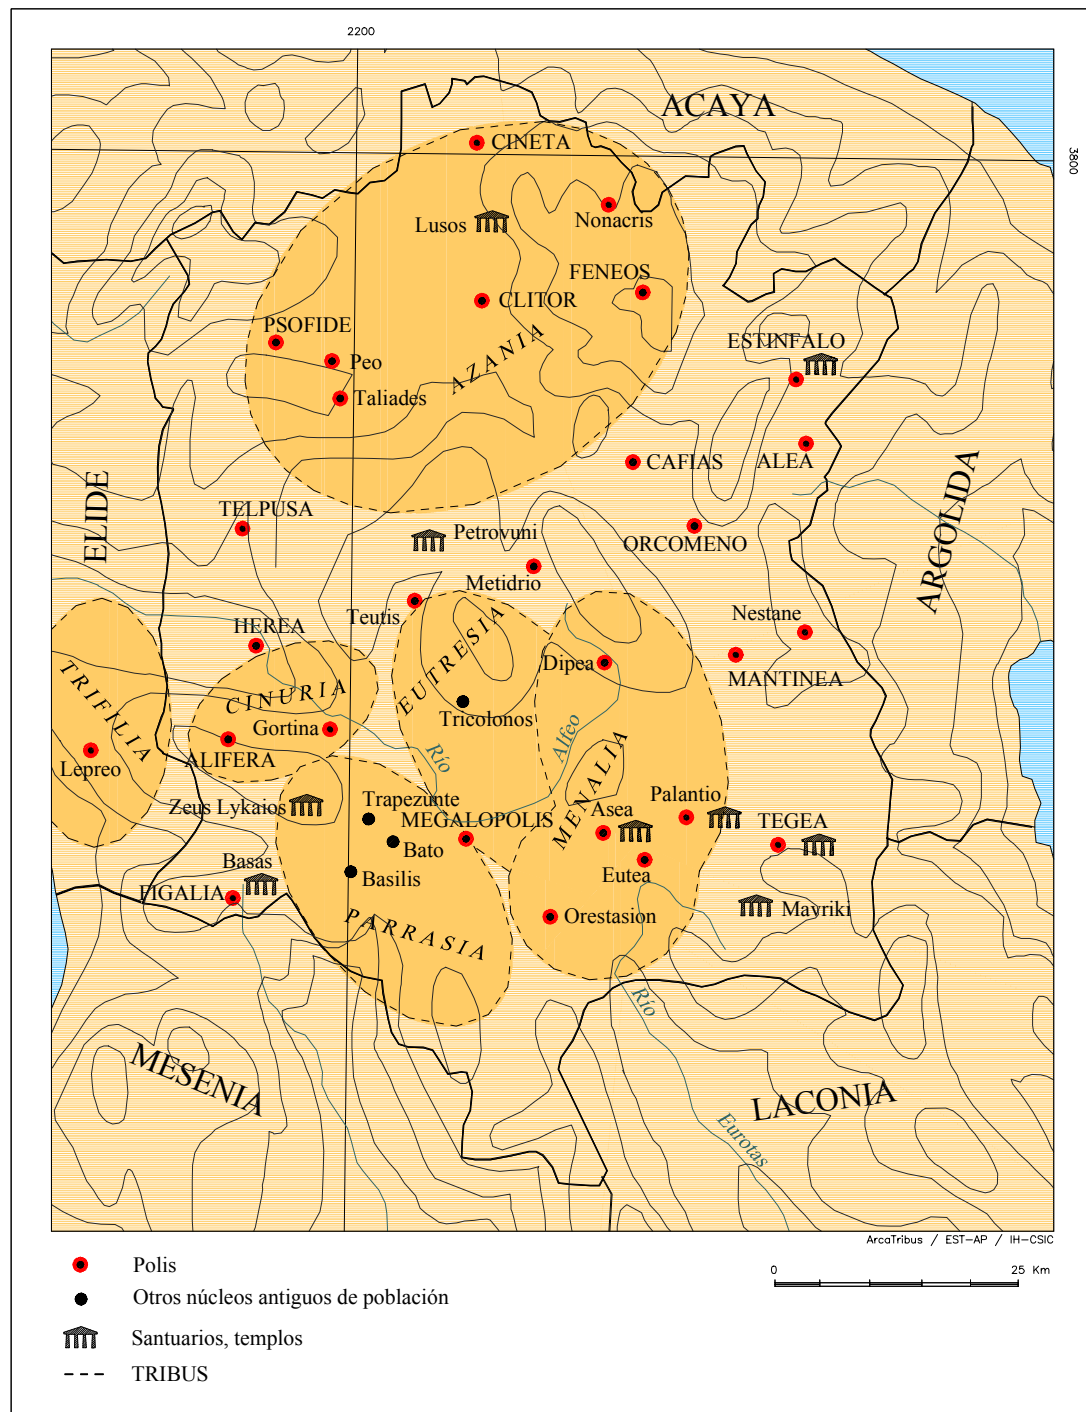 2200
ACAYA
3800
CINETA
Lusos
Nonacris
FENEOS
CLITOR
PSOFIDE
ESTINFALO
Peo
AZANIA
Taliades
CAFIAS
ALEA
ELIDE
ARGOLIDA
TELPUSA
Petrovuni
ORCOMENO
Metidrio
Teutis
Nestane
HEREA
EUTRESIA
TRIFILIA
CINURIA
Dipea
MANTINEA
Gortina
Tricolonos
Lepreo
ALIFERA
Río
Alfeo
MENALIA
Zeus Lykaios
Trapezunte
MEGALOPOLIS
Asea
Palantio
TEGEA
Bato
Basas
Basilis
Eutea
FIGALIA
PARRASIA
Orestasion
Mayriki
Río
MESENIA
LACONIA
Eurotas
ArcaTribus / EST-AP / IH-CSIC
0 25 Km
Polis
Otros núcleos antiguos de población
Santuarios, templos
TRIBUS